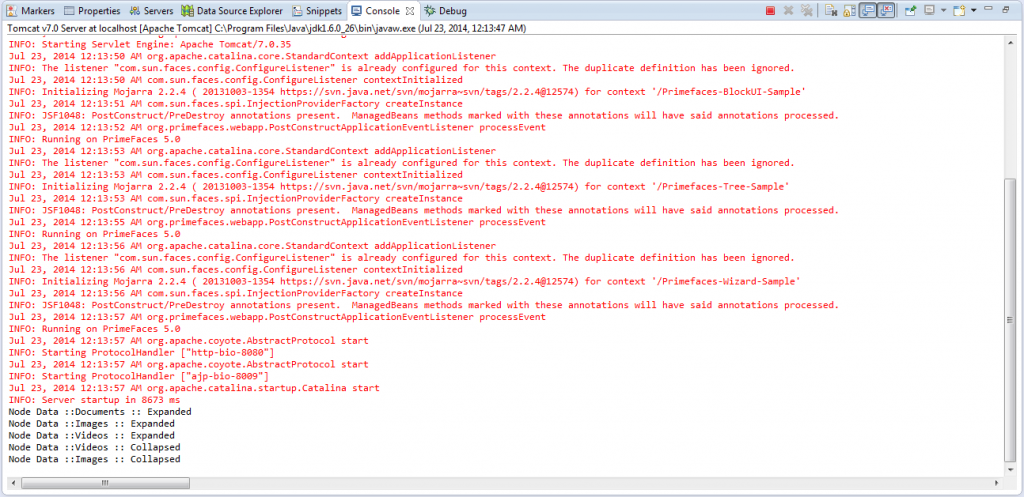 Markers Properties Servers Data Source Explorer Snippets Console Debug
Tomcat v7.0 Server at localhost [Apache Tomcat] C:\Program Files\Java\jdk1.6.0_26\bin\javaw.exe (Jul 23, 2014, 12:13:47 AM)
INFO: Starting Servlet Engine: Apache Tomcat/7.0.35
Jul 23, 2014 12:13:50 AM org.apache.catalina.core.StandardContext addApplicationListener
INFO: The listener "com.sun.faces.config.ConfigureListener" is already configured for this context. The duplicate definition has been ignored.
Jul 23, 2014 12:13:50 AM com.sun.faces.config.ConfigureListener contextInitialized
INFO: Initializing Mojarra 2.2.4 ( 20131003-1354 https://svn.java.net/svn/mojarra~svn/tags/2.2.4@12574) for context '/Primefaces-BlockUI-Sample'
Jul 23, 2014 12:13:51 AM com.sun.faces.spi.InjectionProviderFactory createInstance
INFO: JSF1048: PostConstruct/PreDestroy annotations present.  ManagedBeans methods marked with these annotations will have said annotations processed.
Jul 23, 2014 12:13:52 AM org.primefaces.webapp.PostConstructApplicationEventListener processEvent
INFO: Running on PrimeFaces 5.0
Jul 23, 2014 12:13:53 AM org.apache.catalina.core.StandardContext addApplicationListener
INFO: The listener "com.sun.faces.config.ConfigureListener" is already configured for this context. The duplicate definition has been ignored.
Jul 23, 2014 12:13:53 AM com.sun.faces.config.ConfigureListener contextInitialized
INFO: Initializing Mojarra 2.2.4 ( 20131003-1354 https://svn.java.net/svn/mojarra~svn/tags/2.2.4@12574) for context '/Primefaces-Tree-Sample'
Jul 23, 2014 12:13:53 AM com.sun.faces.spi.InjectionProviderFactory createInstance
INFO: JSF1048: PostConstruct/PreDestroy annotations present.  ManagedBeans methods marked with these annotations will have said annotations processed.
Jul 23, 2014 12:13:55 AM org.primefaces.webapp.PostConstructApplicationEventListener processEvent
INFO: Running on PrimeFaces 5.0
Jul 23, 2014 12:13:56 AM org.apache.catalina.core.StandardContext addApplicationListener
INFO: The listener "com.sun.faces.config.ConfigureListener" is already configured for this context. The duplicate definition has been ignored.
Jul 23, 2014 12:13:56 AM com.sun.faces.config.ConfigureListener contextInitialized
INFO: Initializing Mojarra 2.2.4 ( 20131003-1354 https://svn.java.net/svn/mojarra~svn/tags/2.2.4@12574) for context '/Primefaces-Wizard-Sample'
Jul 23, 2014 12:13:56 AM com.sun.faces.spi.InjectionProviderFactory createInstance
INFO: JSF1048: PostConstruct/PreDestroy annotations present.  ManagedBeans methods marked with these annotations will have said annotations processed.
Jul 23, 2014 12:13:57 AM org.primefaces.webapp.PostConstructApplicationEventListener processEvent
INFO: Running on PrimeFaces 5.0
Jul 23, 2014 12:13:57 AM org.apache.coyote.AbstractProtocol start
INFO: Starting ProtocolHandler ["http-bio-8080"]
Jul 23, 2014 12:13:57 AM org.apache.coyote.AbstractProtocol start
INFO: Starting ProtocolHandler ["ajp-bio-8009"]
Jul 23, 2014 12:13:57 AM org.apache.catalina.startup.Catalina start
INFO: Server startup in 8673 ms
Node Data ::Documents :: Expanded
Node Data ::Images :: Expanded
Node Data ::Videos :: Expanded
Node Data ::Videos :: Collapsed
Node Data ::Images :: Collapsed